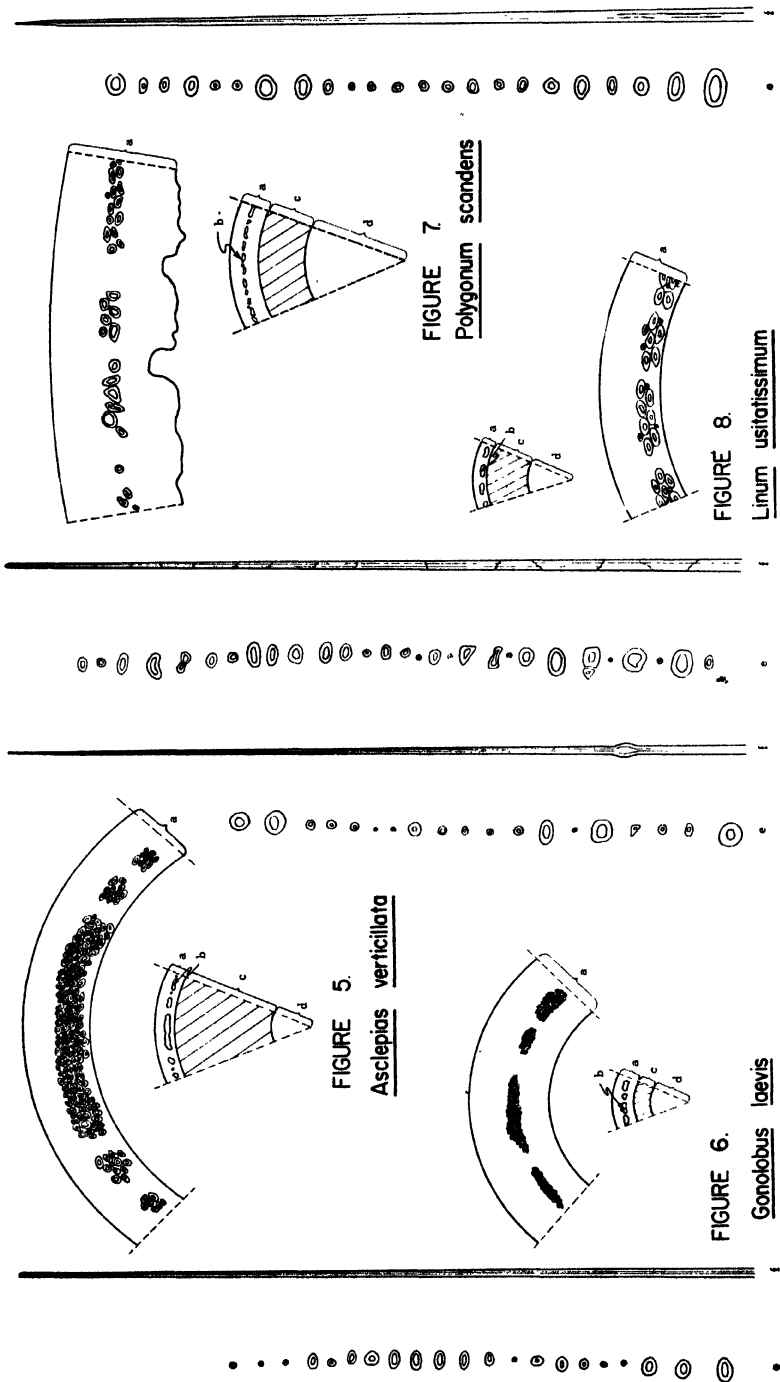 a
b
c
d
a
e
f
FIGURE 5.
Asclepias verticillata
a
b
c
d
a
e
f
FIGURE 6.
Gonolobus laevis
a
b
c
d
a
e
f
FIGURE 7.
Polygonum scandens
a
b
c
d
a
e
f
FIGURE 8.
Linum usitatissimum